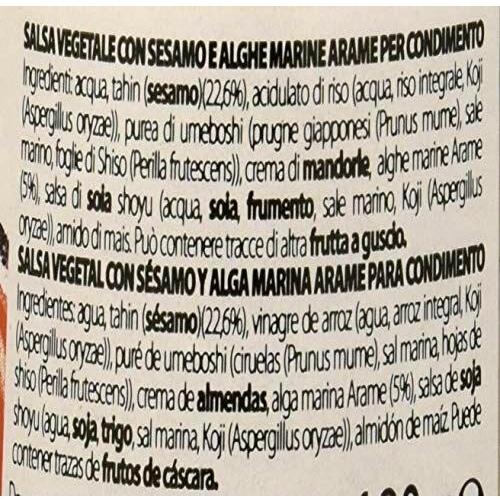 SALSA VEGETALE CON SESAMO E ALGHE MARINE ARAME PER CONDIMENTO
Ingredienti: acqua, tahin (sesamo)(22,6%), acidulato di riso (acqua, riso integrale, Koji
(Aspergillus oryzae)), purea di umeboshi (prugne giapponesi (Prunus mume), sale
marino, foglie di Shiso (Perilla frutescens)), crema di mandorle, alghe marine Arame
(5%), salsa di sola shoyu (acqua, sola, frumento, sale marino, Koji (Aspergillus
oryzae)), amido di mais. Può contenere tracce di altra frutta a guscio.
SALSA VEGETAL CON SÉSAMO Y ALGA MARINA ARAME PARA CONDIMENTO
Ingredientes: agua, tahin (sésamo)(22,6%), vinagre de arroz (agua, arroz integral, Koji
(Aspergillus oryzae)), puré de umeboshi (ciruelas (Prunus mume), sal marina, hojas de
shiso (Perilla frutescens)), crema de almendas, alga marina Arame (5%), salsa de soja
shoyu (agua, soja, trigo, sal marina, Koji (Aspergillus oryzae)), almidón de maíz. Puede
contener trazas de frutos de cáscara.